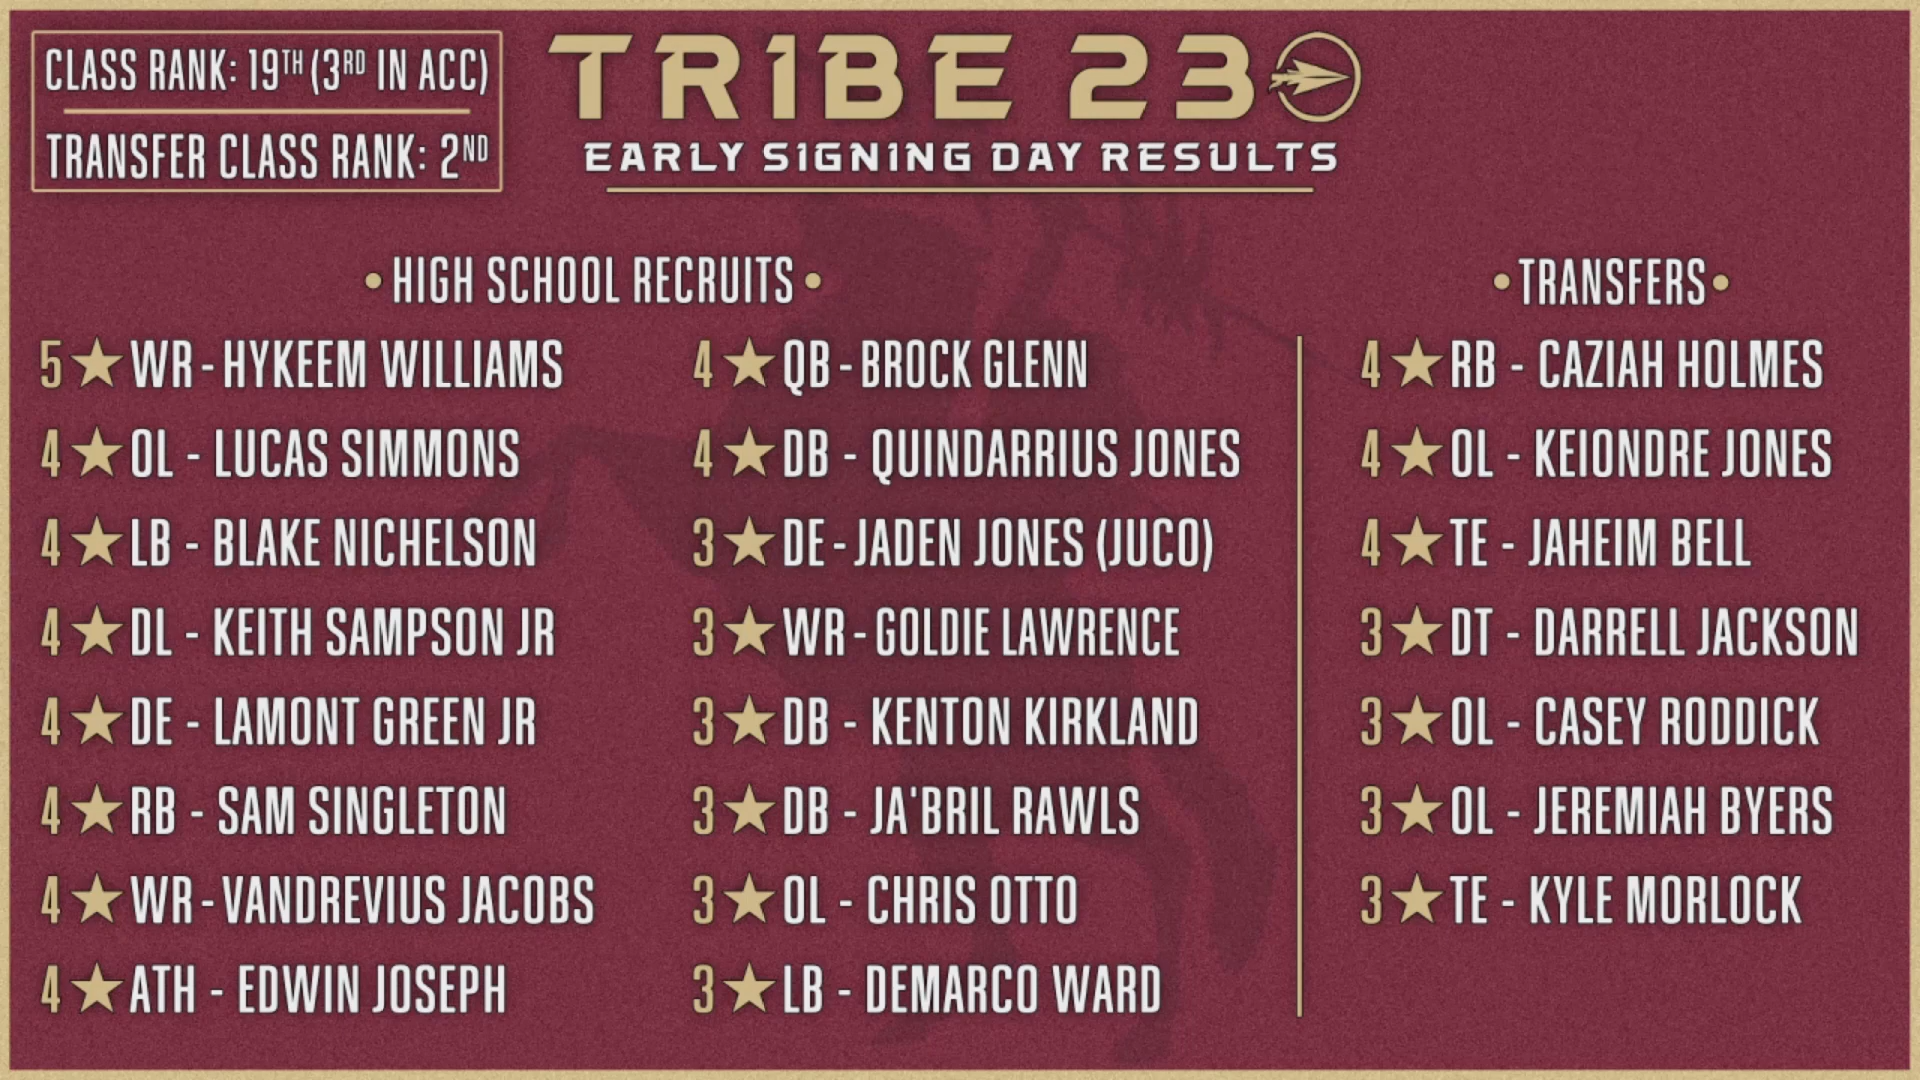 CLASS RANK: 19TH (3RD IN ACC)
TRANSFER CLASS RANK: 2ND
TRIBE 23
EARLY SIGNING DAY RESULTS
• HIGH SCHOOL RECRUITS •
5 ★ WR - HYKEEM WILLIAMS
4 ★ OL - LUCAS SIMMONS
4 ★ LB - BLAKE NICHELSON
4 ★ DL - KEITH SAMPSON JR
4 ★ DE - LAMONT GREEN JR
4 ★ RB - SAM SINGLETON
4 ★ WR - VANDREVIUS JACOBS
4 ★ ATH - EDWIN JOSEPH
4 ★ QB - BROCK GLENN
4 ★ DB - QUINDARRIUS JONES
3 ★ DE - JADEN JONES (JUCO)
3 ★ WR - GOLDIE LAWRENCE
3 ★ DB - KENTON KIRKLAND
3 ★ DB - JA'BRIL RAWLS
3 ★ OL - CHRIS OTTO
3 ★ LB - DEMARCO WARD
• TRANSFERS •
4 ★ RB - CAZIAH HOLMES
4 ★ OL - KEIONDRE JONES
4 ★ TE - JAHEIM BELL
3 ★ DT - DARRELL JACKSON
3 ★ OL - CASEY RODDICK
3 ★ OL - JEREMIAH BYERS
3 ★ TE - KYLE MORLOCK